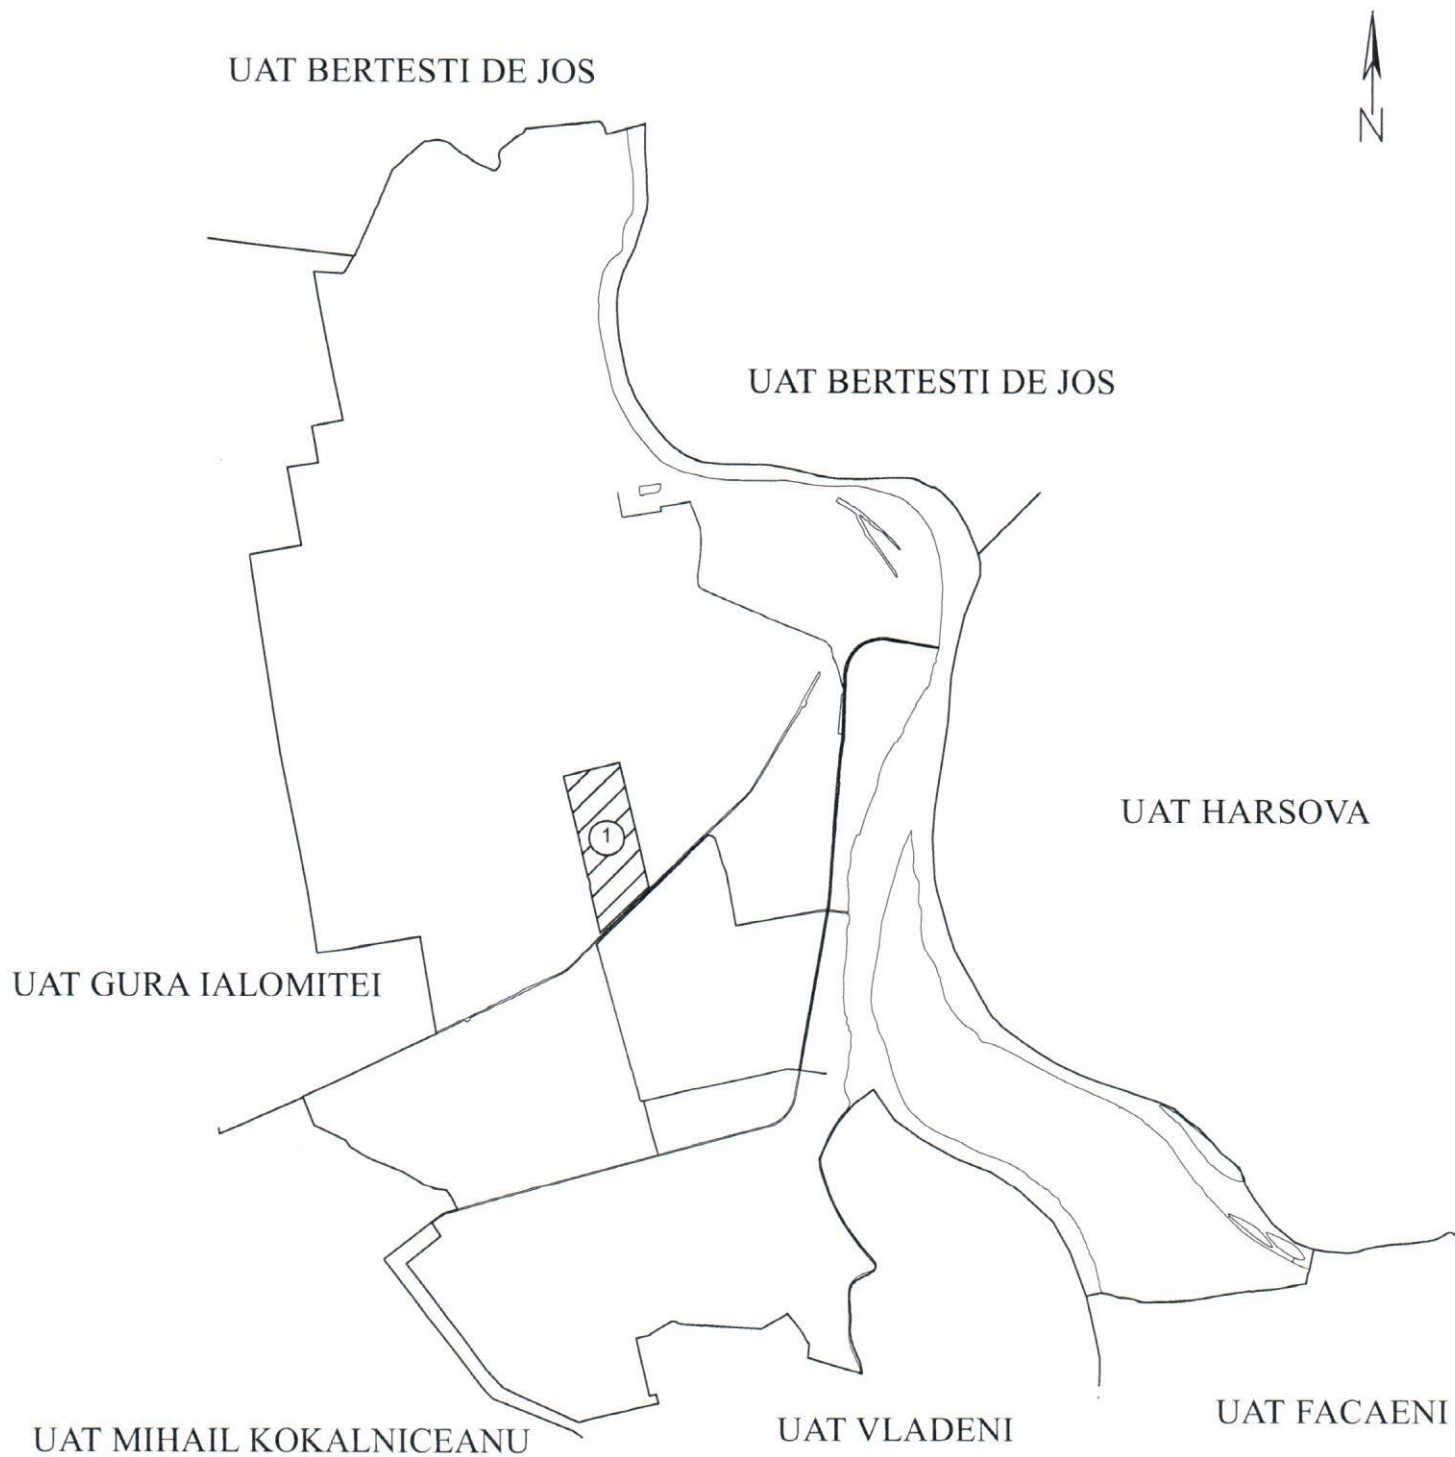 UAT BERTESTI DE JOS
N
UAT BERTESTI DE JOS
UAT HARSOVA
1
UAT GURA IALOMITEI
UAT FACAENI
UAT VLADENI
UAT MIHAIL KOKALNICEANU